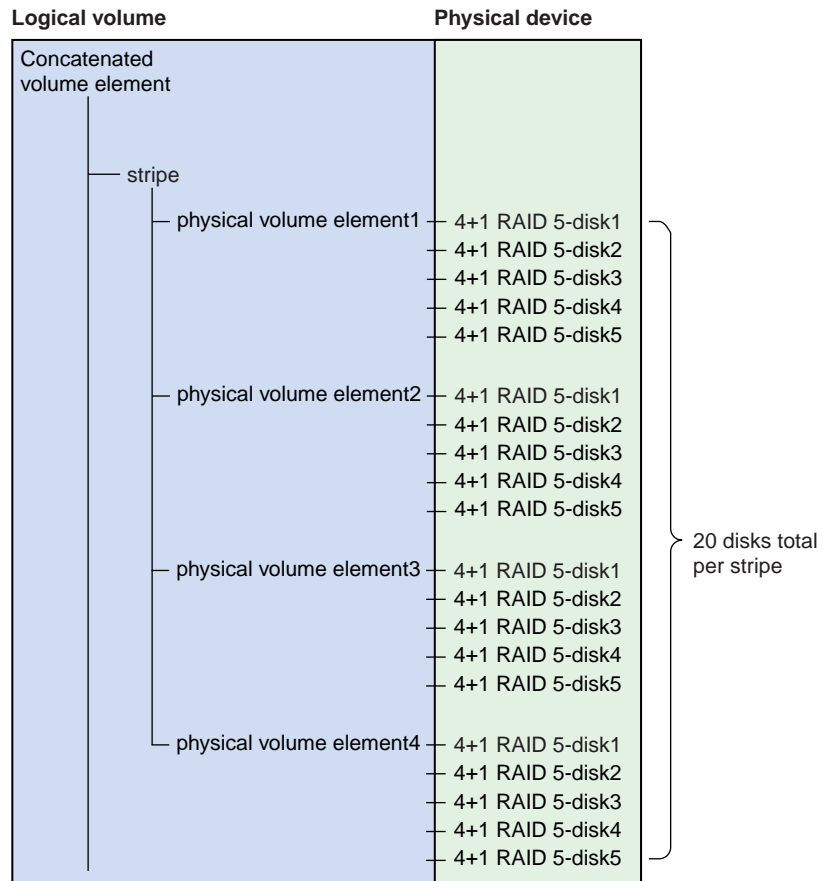 Logical volume
Physical device
Concatenated
volume element
stripe
physical volume element1
4+1 RAID 5-disk1
4+1 RAID 5-disk2
4+1 RAID 5-disk3
4+1 RAID 5-disk4
4+1 RAID 5-disk5
physical volume element2
4+1 RAID 5-disk1
4+1 RAID 5-disk2
4+1 RAID 5-disk3
4+1 RAID 5-disk4
4+1 RAID 5-disk5
20 disks total
per stripe
physical volume element3
4+1 RAID 5-disk1
4+1 RAID 5-disk2
4+1 RAID 5-disk3
4+1 RAID 5-disk4
4+1 RAID 5-disk5
physical volume element4
4+1 RAID 5-disk1
4+1 RAID 5-disk2
4+1 RAID 5-disk3
4+1 RAID 5-disk4
4+1 RAID 5-disk5